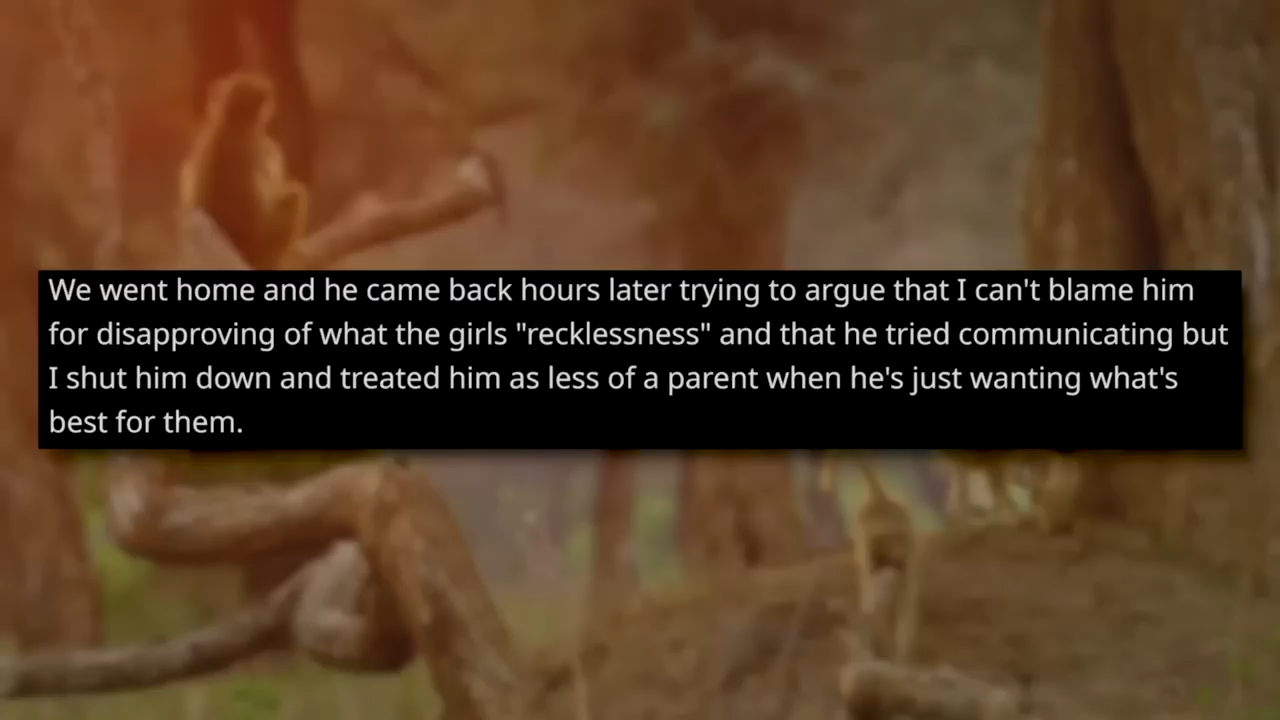 We went home and he came back hours later trying to argue that I can't blame him
for disapproving of what the girls "recklessness" and that he tried communicating but
I shut him down and treated him as less of a parent when he's just wanting what's
best for them.